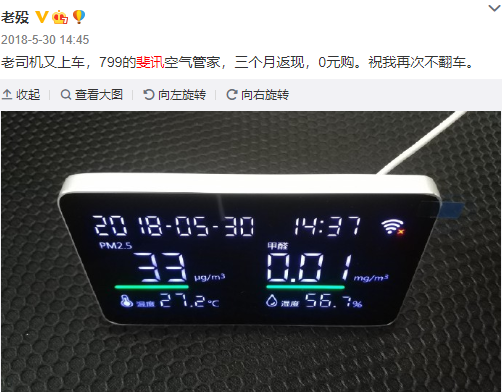 老殁
2018-5-30 14:45
老司机又上车，799的斐讯空气管家，三个月返现，0元购。祝我再次不翻车。
收起 查看大图 向左旋转 向右旋转
2018-05-30 14:37
PM2.5 甲醛
33 μg/m³ 0.01 mg/m³
温度 27.2℃ 湿度 56.7%